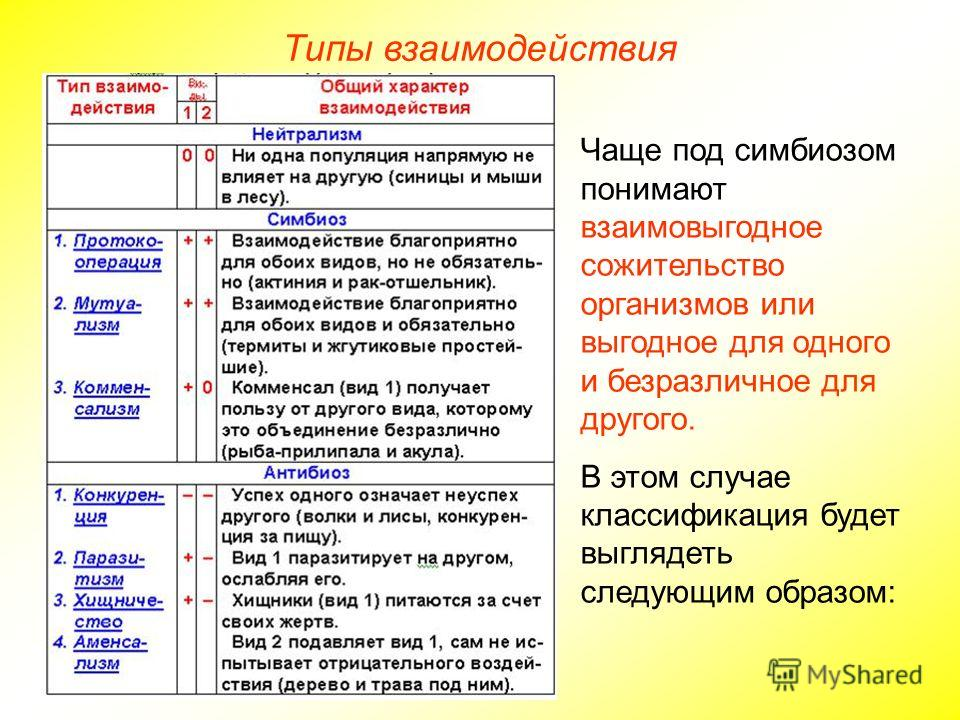 Типы взаимодействия
Тип взаимо- Ви- Общий характер
действия ды взаимодействия
1 2
Нейтрализм
0 0 Ни одна популяция напрямую не
влияет на другую (синицы и мыши
в лесу).
Симбиоз
1. Протоко- + + Взаимодействие благоприятно
операция для обоих видов, но не обязатель-
но (актиния и рак-отшельник).
2. Мутуа- + + Взаимодействие благоприятно
лизм для обоих видов и обязательно
(термиты и жгутиковые простей-
шие).
3. Коммен- + 0 Комменсал (вид 1) получает
сализм пользу от другого вида, которому
это объединение безразлично
(рыба-прилипала и акула).
Антибиоз
1. Конкурен- – – Успех одного означает неуспех
ция другого (волки и лисы, конкурен-
ция за пищу).
2. Парази- + – Вид 1 паразитирует на другом,
тизм ослабляя его.
3. Хищниче- + – Хищники (вид 1) питаются за счет
ство своих жертв.
4. Аменса- Вид 2 подавляет вид 1, сам не ис-
лизм пытывает отрицательного воздей-
ствия (дерево и трава под ним).
Чаще под симбиозом
понимают
взаимовыгодное
сожительство
организмов или
выгодное для одного
и безразличное для
другого.
В этом случае
классификация будет
выглядеть
следующим образом:
MyShared